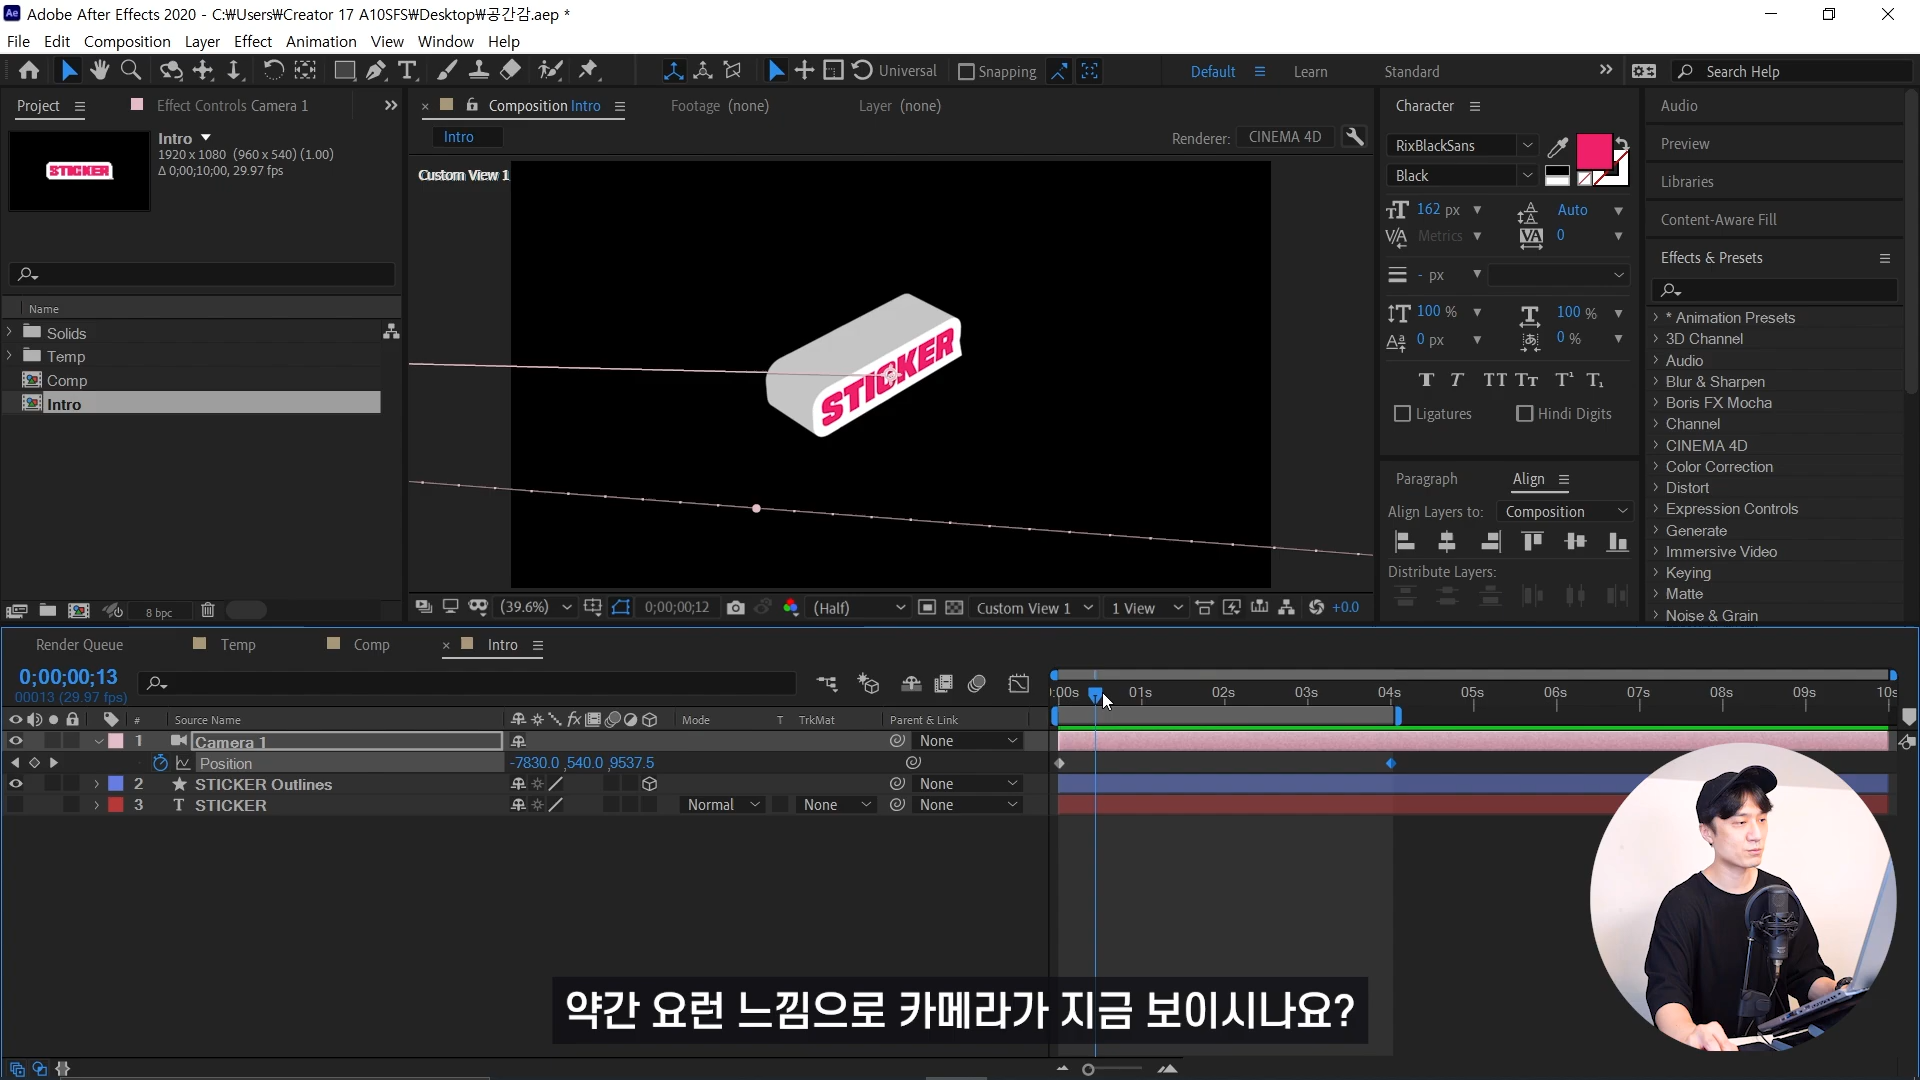 Ae Adobe After Effects 2020 - C:₩Users₩Creator 17 A10SFS₩Desktop₩공간감.aep *
File Edit Composition Layer Effect Animation View Window Help
Universal Snapping Default Learn Standard Search Help
Project Effect Controls Camera 1
Intro
1920 x 1080 (960 x 540) (1.00)
Δ 0;00;10;00, 29.97 fps
STICKER
Name
Solids
Temp
Comp
Intro
8 bpc
Composition Intro Footage (none) Layer (none)
Intro
Renderer: CINEMA 4D
Custom View 1
STICKER
(39.6%) 0;00;00;12 (Half) Custom View 1 1 View +0.0
Character
RixBlackSans
Black
162 px Auto
Metrics 0
- px
100 % 100 %
0 px 0 %
Ligatures Hindi Digits
Paragraph Align
Align Layers to: Composition
Distribute Layers:
Audio
Preview
Libraries
Content-Aware Fill
Effects & Presets
* Animation Presets
3D Channel
Audio
Blur & Sharpen
Boris FX Mocha
Channel
CINEMA 4D
Color Correction
Distort
Expression Controls
Generate
Immersive Video
Keying
Matte
Noise & Grain
Render Queue Temp Comp Intro
0;00;00;13
00013 (29.97 fps)
:00s 01s 02s 03s 04s 05s 06s 07s 08s 09s 10s
# Source Name fx Mode T TrkMat Parent & Link
1 Camera 1 None
Position -7830.0 ,540.0 ,9537.5
2 STICKER Outlines None
3 T STICKER Normal None None
약간 요런 느낌으로 카메라가 지금 보이시나요?